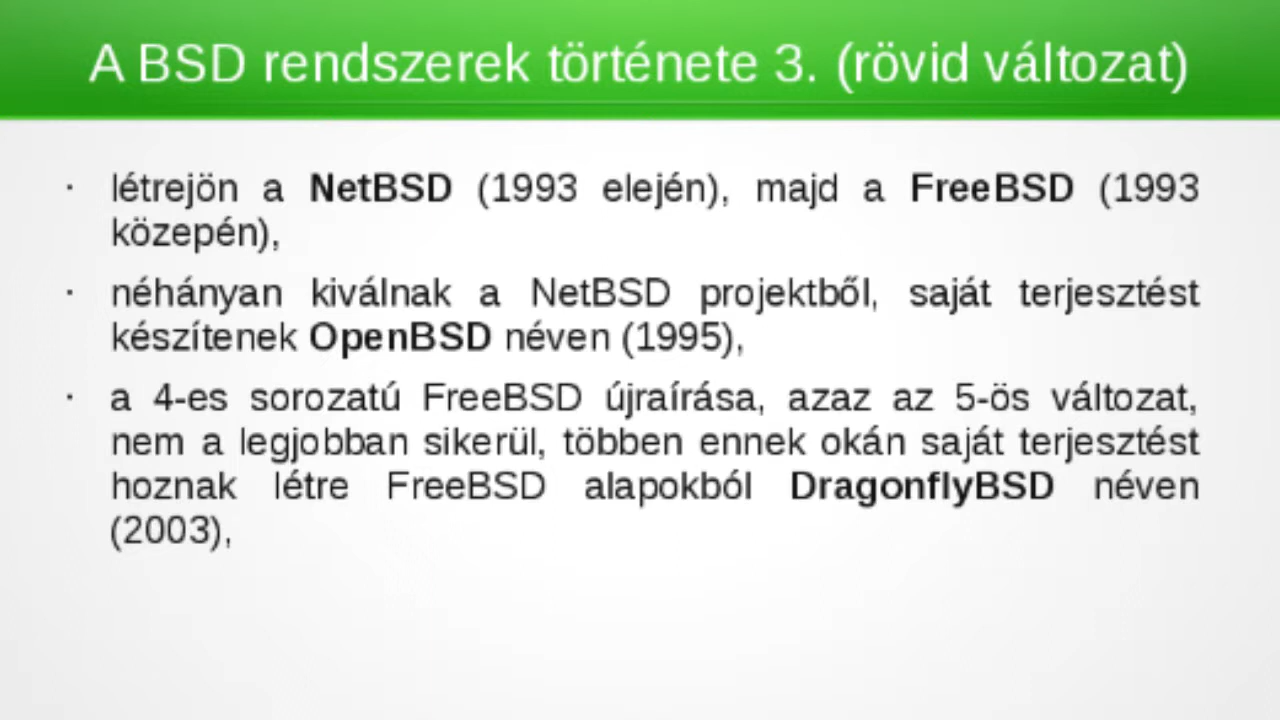 A BSD rendszerek története 3. (rövid változat)
· létrejön a NetBSD (1993 elején), majd a FreeBSD (1993
közepén),
· néhányan kiválnak a NetBSD projektből, saját terjesztést
készítenek OpenBSD néven (1995),
· a 4-es sorozatú FreeBSD újraírása, azaz az 5-ös változat,
nem a legjobban sikerül, többen ennek okán saját terjesztést
hoznak létre FreeBSD alapokból DragonflyBSD néven
(2003),